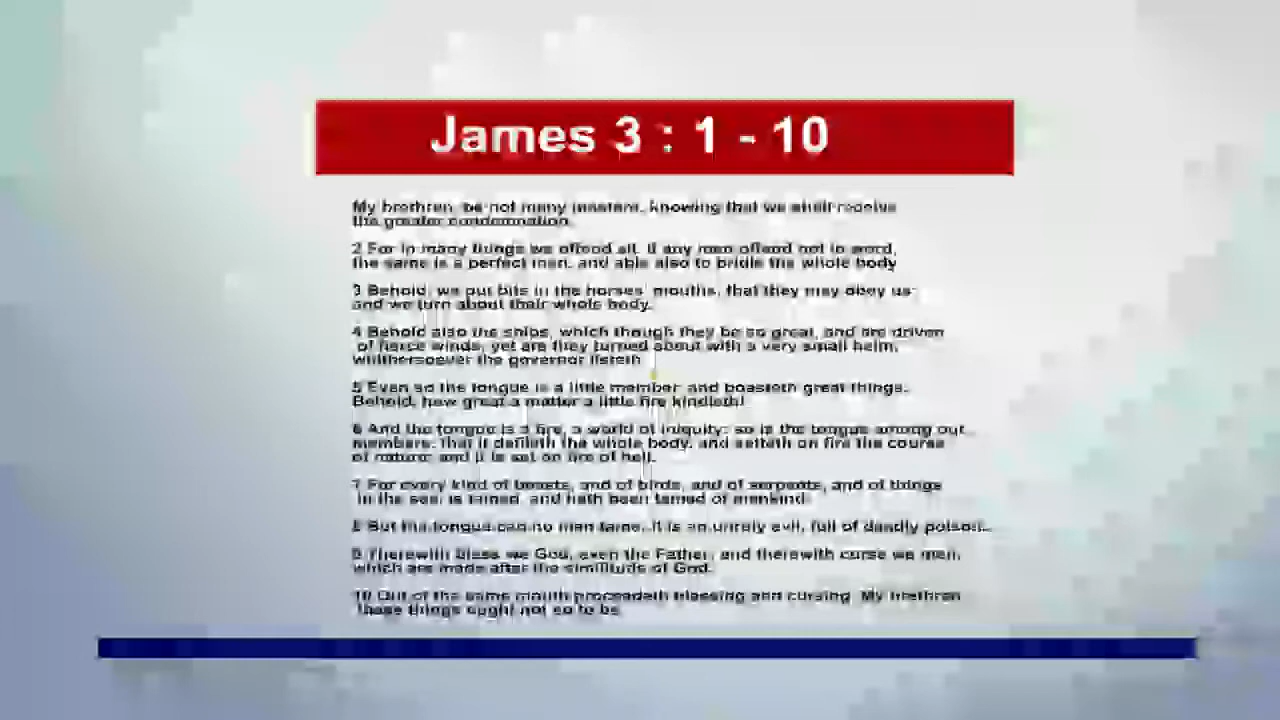 James 3 : 1 - 10
My brethren, be not many masters, knowing that we shall receive
the greater condemnation.
2 For in many things we offend all. If any man offend not in word,
the same is a perfect man, and able also to bridle the whole body
3 Behold, we put bits in the horses' mouths, that they may obey us;
and we turn about their whole body.
4 Behold also the ships, which though they be so great, and are driven
of fierce winds, yet are they turned about with a very small helm,
whithersoever the governor listeth
5 Even so the tongue is a little member, and boasteth great things.
Behold, how great a matter a little fire kindleth!
6 And the tongue is a fire, a world of iniquity: so is the tongue among our
members, that it defileth the whole body, and setteth on fire the course
of nature; and it is set on fire of hell.
7 For every kind of beasts, and of birds, and of serpents, and of things
in the sea, is tamed, and hath been tamed of mankind
8 But the tongue can no man tame; it is an unruly evil, full of deadly poison.
9 Therewith bless we God, even the Father; and therewith curse we men,
which are made after the similitude of God.
10 Out of the same mouth proceedeth blessing and cursing. My brethren
these things ought not so to be